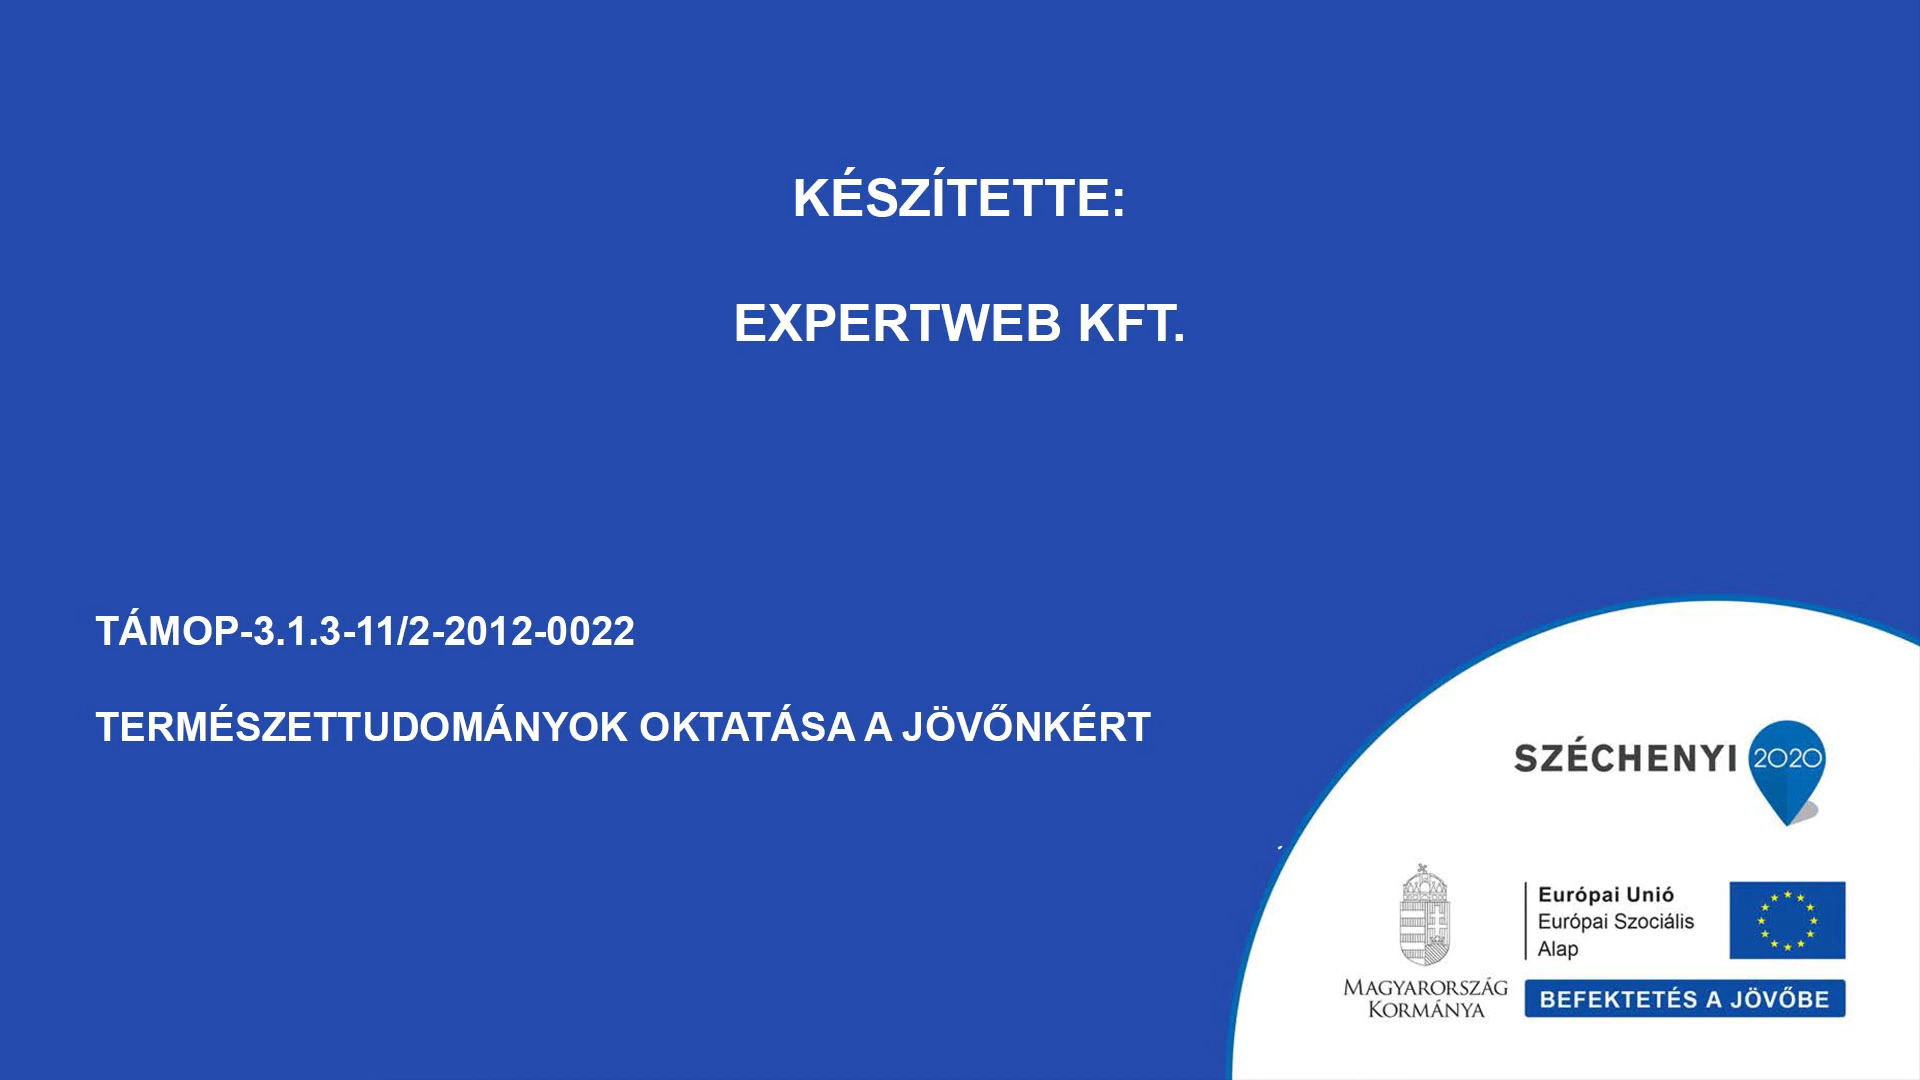 KÉSZÍTETTE:
EXPERTWEB KFT.
TÁMOP-3.1.3-11/2-2012-0022
TERMÉSZETTUDOMÁNYOK OKTATÁSA A JÖVŐNKÉRT
SZÉCHENYI 2020
MAGYARORSZÁG
KORMÁNYA
Európai Unió
Európai Szociális
Alap
BEFEKTETÉS A JÖVŐBE